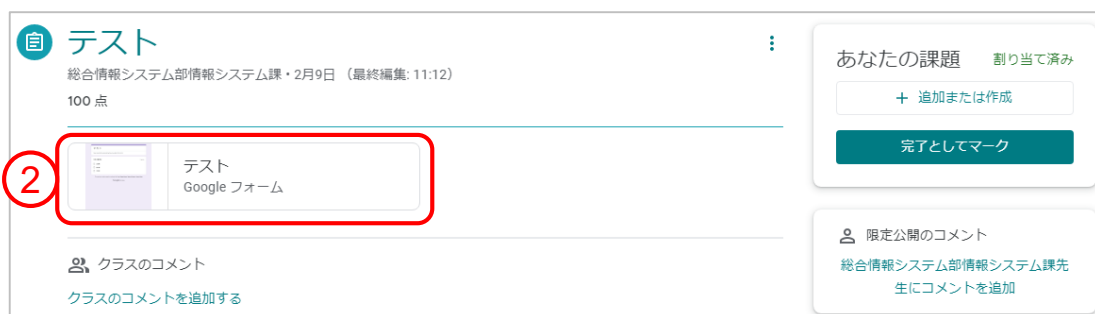 テスト
総合情報システム部情報システム課・2月9日 （最終編集: 11:12）
100 点
②
テスト
Google フォーム
クラスのコメント
クラスのコメントを追加する
あなたの課題 割り当て済み
＋ 追加または作成
完了としてマーク
限定公開のコメント
総合情報システム部情報システム課先
生にコメントを追加